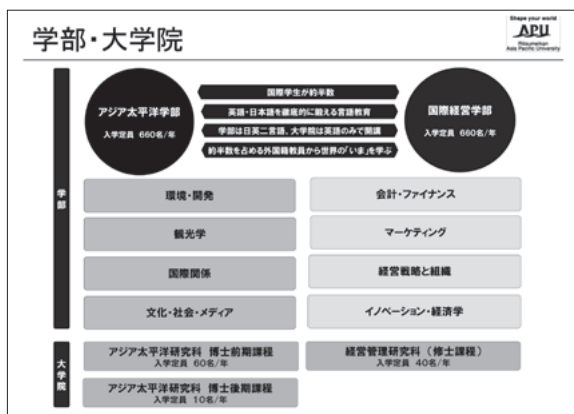 学部・大学院
Shape your world
APU
Ritsumeikan
Asia Pacific University
アジア太平洋学部
入学定員 660名/年
国際学生が約半数
英語・日本語を徹底的に鍛える言語教育
学部は日英二言語、大学院は英語のみで開講
約半数を占める外国籍教員から世界の「いま」を学ぶ
国際経営学部
入学定員 660名/年
学部
環境・開発
会計・ファイナンス
観光学
マーケティング
国際関係
経営戦略と組織
文化・社会・メディア
イノベーション・経済学
大学院
アジア太平洋研究科 博士前期課程
入学定員 60名/年
経営管理研究科（修士課程）
入学定員 40名/年
アジア太平洋研究科 博士後期課程
入学定員 10名/年